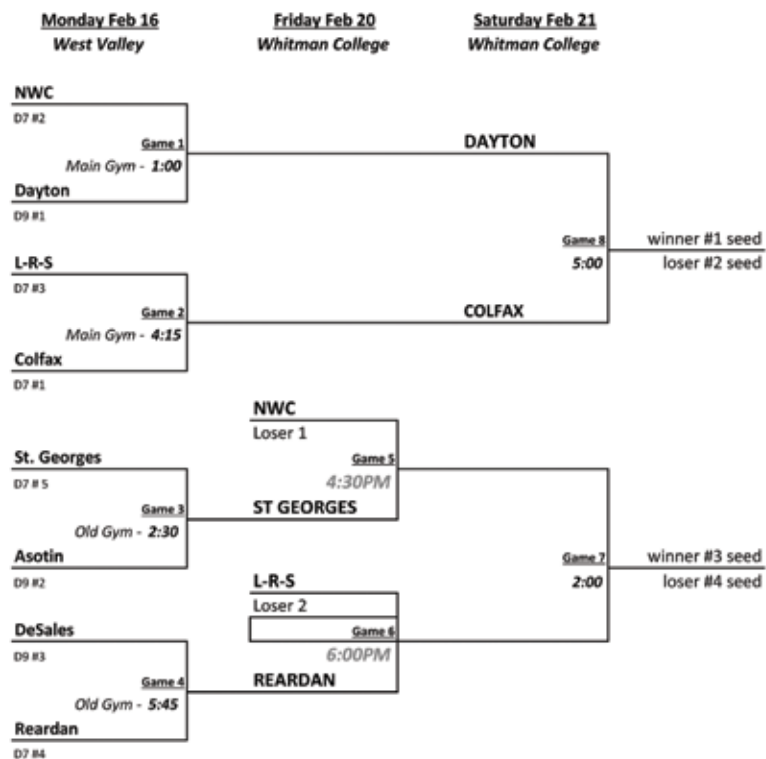 Monday Feb 16
West Valley
Friday Feb 20
Whitman College
Saturday Feb 21
Whitman College
NWC
D7 #2
Game 1
Main Gym - 1:00
Dayton
D9 #1
DAYTON
L-R-S
D7 #3
Game 2
Main Gym - 4:15
Colfax
D7 #1
COLFAX
Game 8
5:00
winner #1 seed
loser #2 seed
NWC
Loser 1
Game 5
4:30PM
St. Georges
D7 # 5
Game 3
Old Gym - 2:30
Asotin
D9 #2
ST GEORGES
L-R-S
Loser 2
Game 6
6:00PM
DeSales
D9 #3
Game 4
Old Gym - 5:45
Reardan
D7 #4
REARDAN
Game 7
2:00
winner #3 seed
loser #4 seed